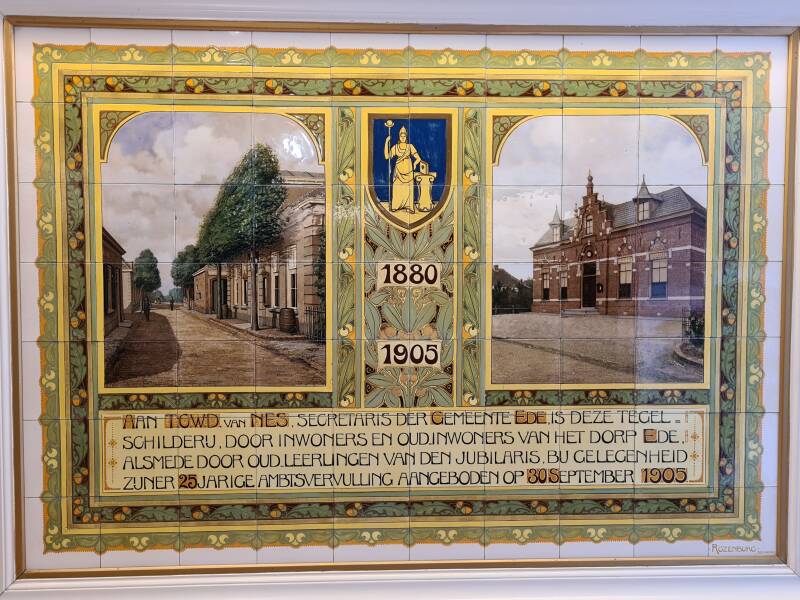 1880
1905
AAN T.G.W.D. VAN NES, SECRETARIS DER GEMEENTE EDE, IS DEZE TEGEL=
SCHILDERIJ, DOOR INWONERS EN OUD.INWONERS VAN HET DORP EDE,
ALSMEDE DOOR OUD.LEERLINGEN VAN DEN JUBILARIS, BIJ GELEGENHEID
ZIJNER 25JARIGE AMBTSVERVULLING AANGEBODEN OP 30 SEPTEMBER 1905
ROZENBURG